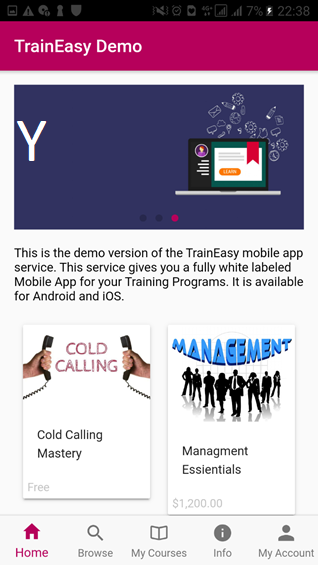 7% 22:38
TrainEasy Demo
Y
LEARN
This is the demo version of the TrainEasy mobile app
service. This service gives you a fully white labeled
Mobile App for your Training Programs. It is available
for Android and iOS.
COLD
CALLING
MANAGEMENT
Cold Calling
Mastery
Free
Managment
Essientials
$1,200.00
Home
Browse
My Courses
Info
My Account